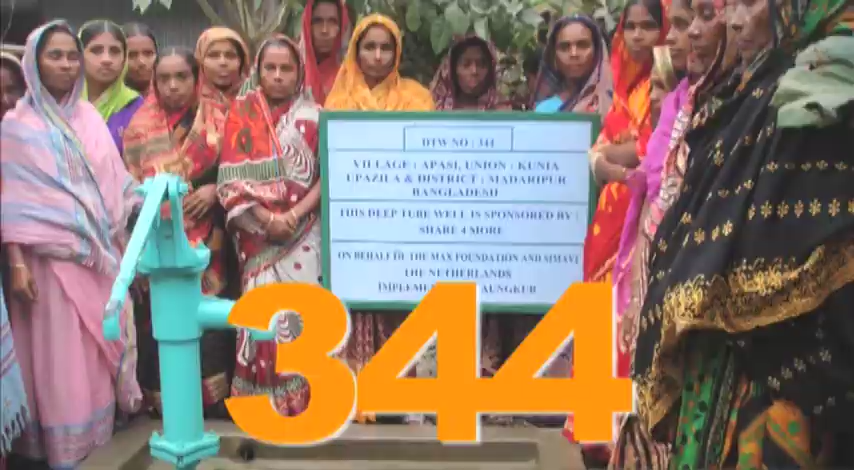 DTW NO : 344
VILLAGE : APASI, UNION : KUNIA
UPAZILA & DISTRICT : MADARIPUR
BANGLADESH
THIS DEEP TUBE WELL IS SPONSORED BY :
SHARE 4 MORE
ON BEHALF OF THE MAX FOUNDATION AND SIMAVI
THE NETHERLANDS
AUNGKUR
344